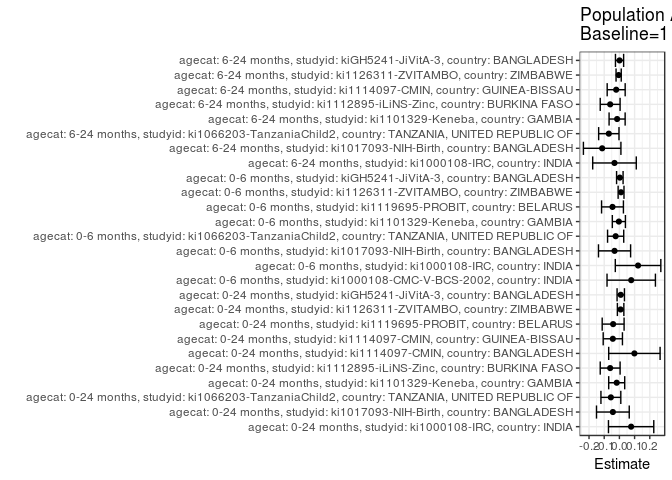 Population
Baseline=1
agecat: 6-24 months, studyid: kiGH5241-JiVitA-3, country: BANGLADESH
agecat: 6-24 months, studyid: ki1126311-ZVITAMBO, country: ZIMBABWE
agecat: 6-24 months, studyid: ki1114097-CMIN, country: GUINEA-BISSAU
agecat: 6-24 months, studyid: ki1112895-iLiNS-Zinc, country: BURKINA FASO
agecat: 6-24 months, studyid: ki1101329-Keneba, country: GAMBIA
agecat: 6-24 months, studyid: ki1066203-TanzaniaChild2, country: TANZANIA, UNITED REPUBLIC OF
agecat: 6-24 months, studyid: ki1017093-NIH-Birth, country: BANGLADESH
agecat: 6-24 months, studyid: ki1000108-IRC, country: INDIA
agecat: 0-6 months, studyid: kiGH5241-JiVitA-3, country: BANGLADESH
agecat: 0-6 months, studyid: ki1126311-ZVITAMBO, country: ZIMBABWE
agecat: 0-6 months, studyid: ki1119695-PROBIT, country: BELARUS
agecat: 0-6 months, studyid: ki1101329-Keneba, country: GAMBIA
agecat: 0-6 months, studyid: ki1066203-TanzaniaChild2, country: TANZANIA, UNITED REPUBLIC OF
agecat: 0-6 months, studyid: ki1017093-NIH-Birth, country: BANGLADESH
agecat: 0-6 months, studyid: ki1000108-IRC, country: INDIA
agecat: 0-6 months, studyid: ki1000108-CMC-V-BCS-2002, country: INDIA
agecat: 0-24 months, studyid: kiGH5241-JiVitA-3, country: BANGLADESH
agecat: 0-24 months, studyid: ki1126311-ZVITAMBO, country: ZIMBABWE
agecat: 0-24 months, studyid: ki1119695-PROBIT, country: BELARUS
agecat: 0-24 months, studyid: ki1114097-CMIN, country: GUINEA-BISSAU
agecat: 0-24 months, studyid: ki1114097-CMIN, country: BANGLADESH
agecat: 0-24 months, studyid: ki1112895-iLiNS-Zinc, country: BURKINA FASO
agecat: 0-24 months, studyid: ki1101329-Keneba, country: GAMBIA
agecat: 0-24 months, studyid: ki1066203-TanzaniaChild2, country: TANZANIA, UNITED REPUBLIC OF
agecat: 0-24 months, studyid: ki1017093-NIH-Birth, country: BANGLADESH
agecat: 0-24 months, studyid: ki1000108-IRC, country: INDIA
-0.2 0.1 0.0 0.1 0.2
Estimate